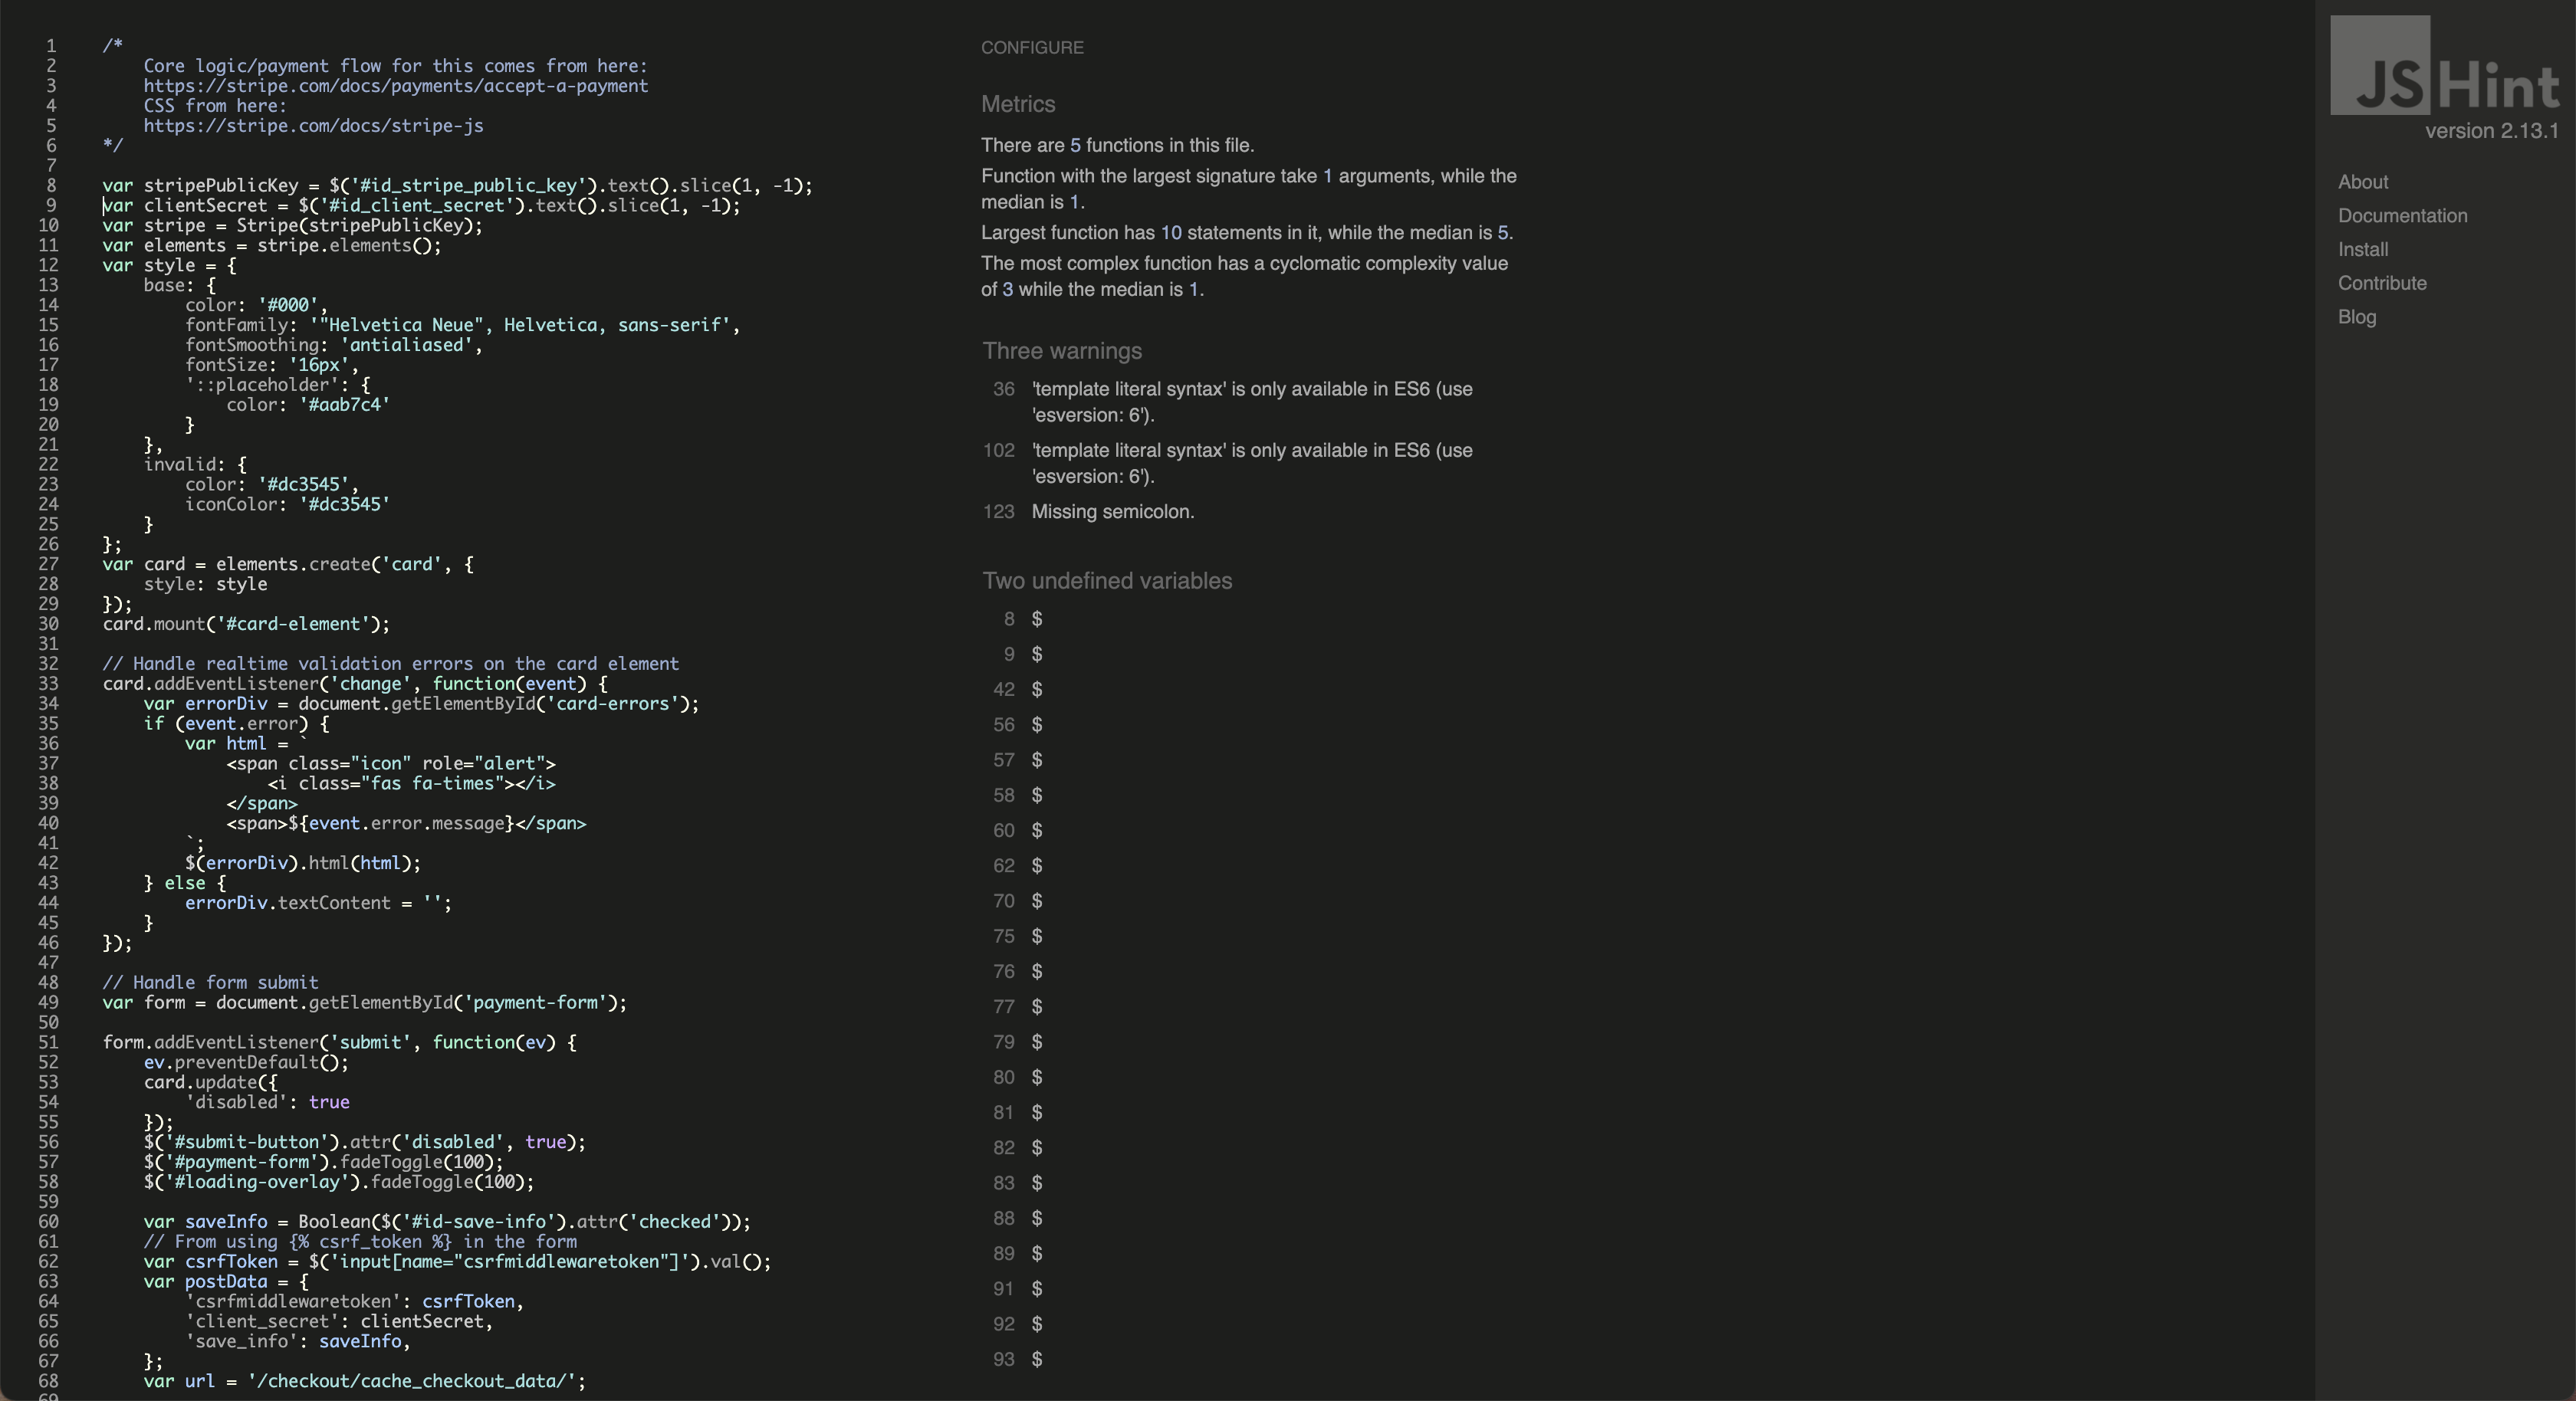 1 /*
2 Core logic/payment flow for this comes from here:
3 https://stripe.com/docs/payments/accept-a-payment
4 CSS from here:
5 https://stripe.com/docs/stripe-js
6 */
7
8 var stripePublicKey = $('#id_stripe_public_key').text().slice(1, -1);
9 var clientSecret = $('#id_client_secret').text().slice(1, -1);
10 var stripe = Stripe(stripePublicKey);
11 var elements = stripe.elements();
12 var style = {
13 base: {
14 color: '#000',
15 fontFamily: '"Helvetica Neue", Helvetica, sans-serif',
16 fontSmoothing: 'antialiased',
17 fontSize: '16px',
18 '::placeholder': {
19 color: '#aab7c4'
20 }
21 },
22 invalid: {
23 color: '#dc3545',
24 iconColor: '#dc3545'
25 }
26 };
27 var card = elements.create('card', {
28 style: style
29 });
30 card.mount('#card-element');
31
32 // Handle realtime validation errors on the card element
33 card.addEventListener('change', function(event) {
34 var errorDiv = document.getElementById('card-errors');
35 if (event.error) {
36 var html = `
37 <span class="icon" role="alert">
38 <i class="fas fa-times"></i>
39 </span>
40 <span>${event.error.message}</span>
41 `;
42 $(errorDiv).html(html);
43 } else {
44 errorDiv.textContent = '';
45 }
46 });
47
48 // Handle form submit
49 var form = document.getElementById('payment-form');
50
51 form.addEventListener('submit', function(ev) {
52 ev.preventDefault();
53 card.update({
54 'disabled': true
55 });
56 $('#submit-button').attr('disabled', true);
57 $('#payment-form').fadeToggle(100);
58 $('#loading-overlay').fadeToggle(100);
59
60 var saveInfo = Boolean($('#id-save-info').attr('checked'));
61 // From using {% csrf_token %} in the form
62 var csrfToken = $('input[name="csrfmiddlewaretoken"]').val();
63 var postData = {
64 'csrfmiddlewaretoken': csrfToken,
65 'client_secret': clientSecret,
66 'save_info': saveInfo,
67 };
68 var url = '/checkout/cache_checkout_data/';
69
CONFIGURE
Metrics
There are 5 functions in this file.
Function with the largest signature take 1 arguments, while the
median is 1.
Largest function has 10 statements in it, while the median is 5.
The most complex function has a cyclomatic complexity value
of 3 while the median is 1.
Three warnings
36 'template literal syntax' is only available in ES6 (use
'esversion: 6').
102 'template literal syntax' is only available in ES6 (use
'esversion: 6').
123 Missing semicolon.
Two undefined variables
8 $
9 $
42 $
56 $
57 $
58 $
60 $
62 $
70 $
75 $
76 $
77 $
79 $
80 $
81 $
82 $
83 $
88 $
89 $
91 $
92 $
93 $
JSHint
version 2.13.1
About
Documentation
Install
Contribute
Blog